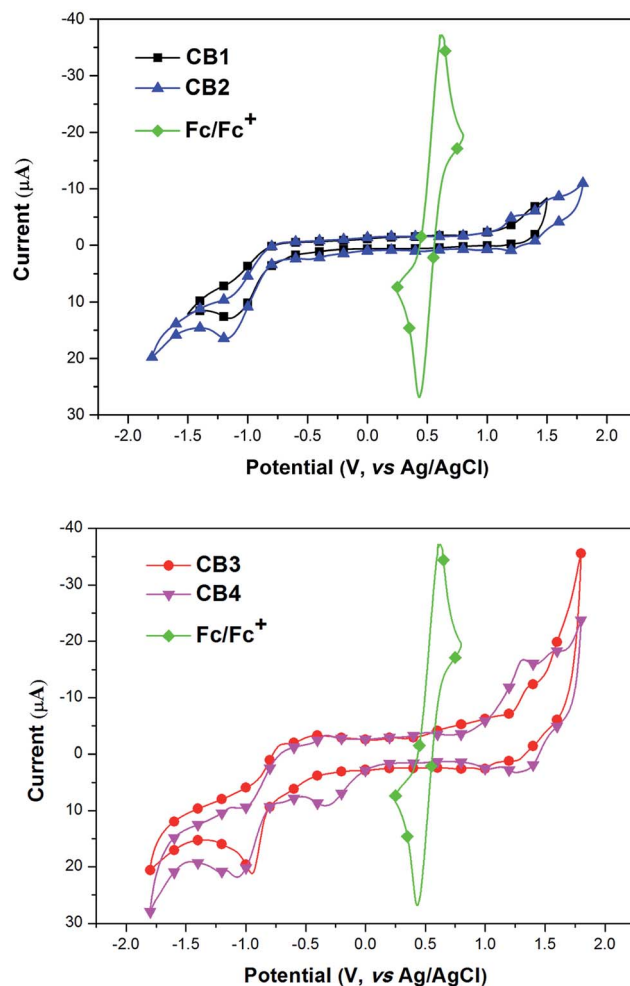 -40
-30
-20
-10
0
10
20
30
Current (μA)
CB1
CB2
Fc/Fc⁺
-2.0 -1.5 -1.0 -0.5 0.0 0.5 1.0 1.5 2.0
Potential (V, vs Ag/AgCl)
-40
-30
-20
-10
0
10
20
30
Current (μA)
CB3
CB4
Fc/Fc⁺
-2.0 -1.5 -1.0 -0.5 0.0 0.5 1.0 1.5 2.0
Potential (V, vs Ag/AgCl)